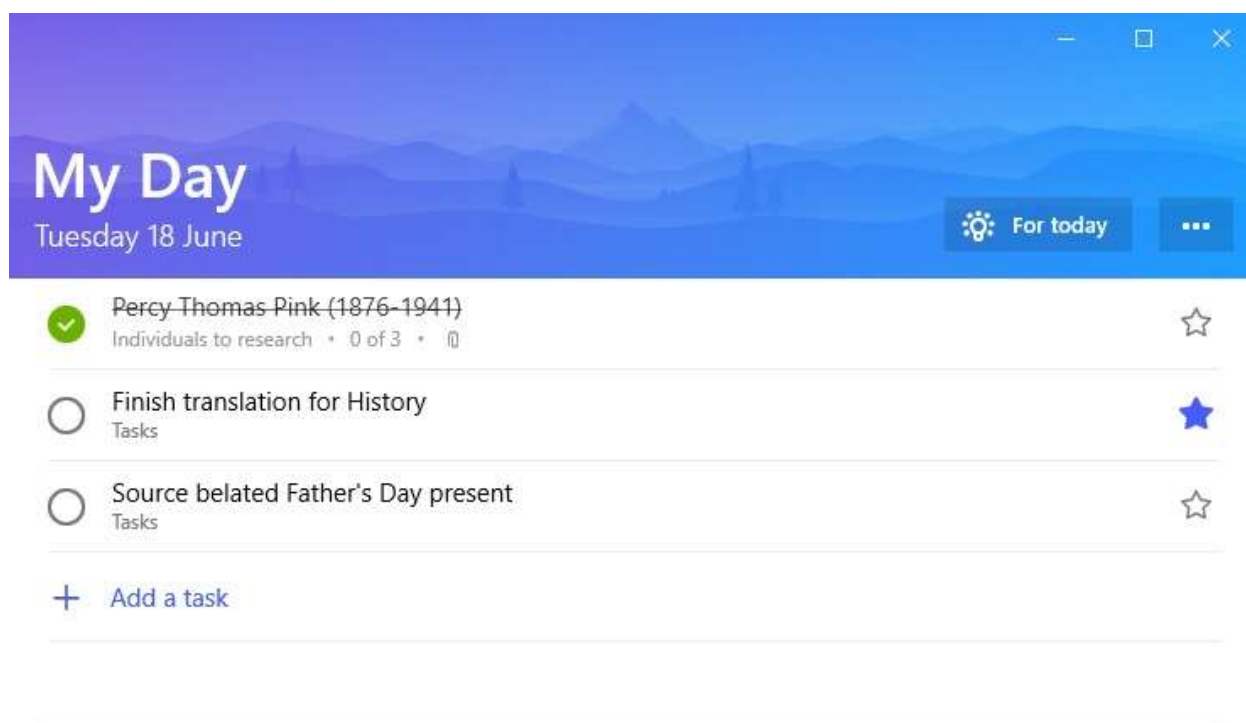 My Day
Tuesday 18 June
For today
Percy Thomas Pink (1876-1941)
Individuals to research • 0 of 3 •
Finish translation for History
Tasks
Source belated Father's Day present
Tasks
Add a task